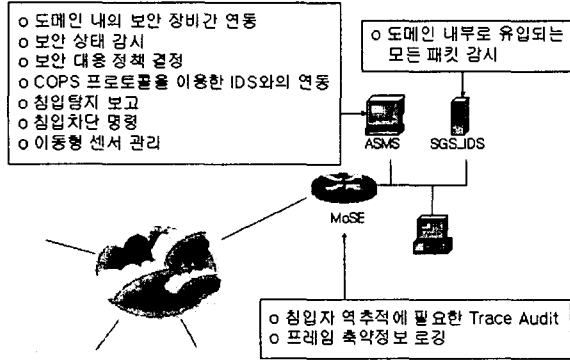 o 도메인 내의 보안 장비간 연동
o 보안 상태 감시
o 보안 대응 정책 결정
o COPS 프로토콜을 이용한 IDS와의 연동
o 침입탐지 보고
o 침입차단 명령
o 이동형 센서 관리
o 도메인 내부로 유입되는
모든 패킷 감시
ASMS
SGS_IDS
MoSE
o 침입자 역추적에 필요한 Trace Audit
o 프레임 축약정보 로깅